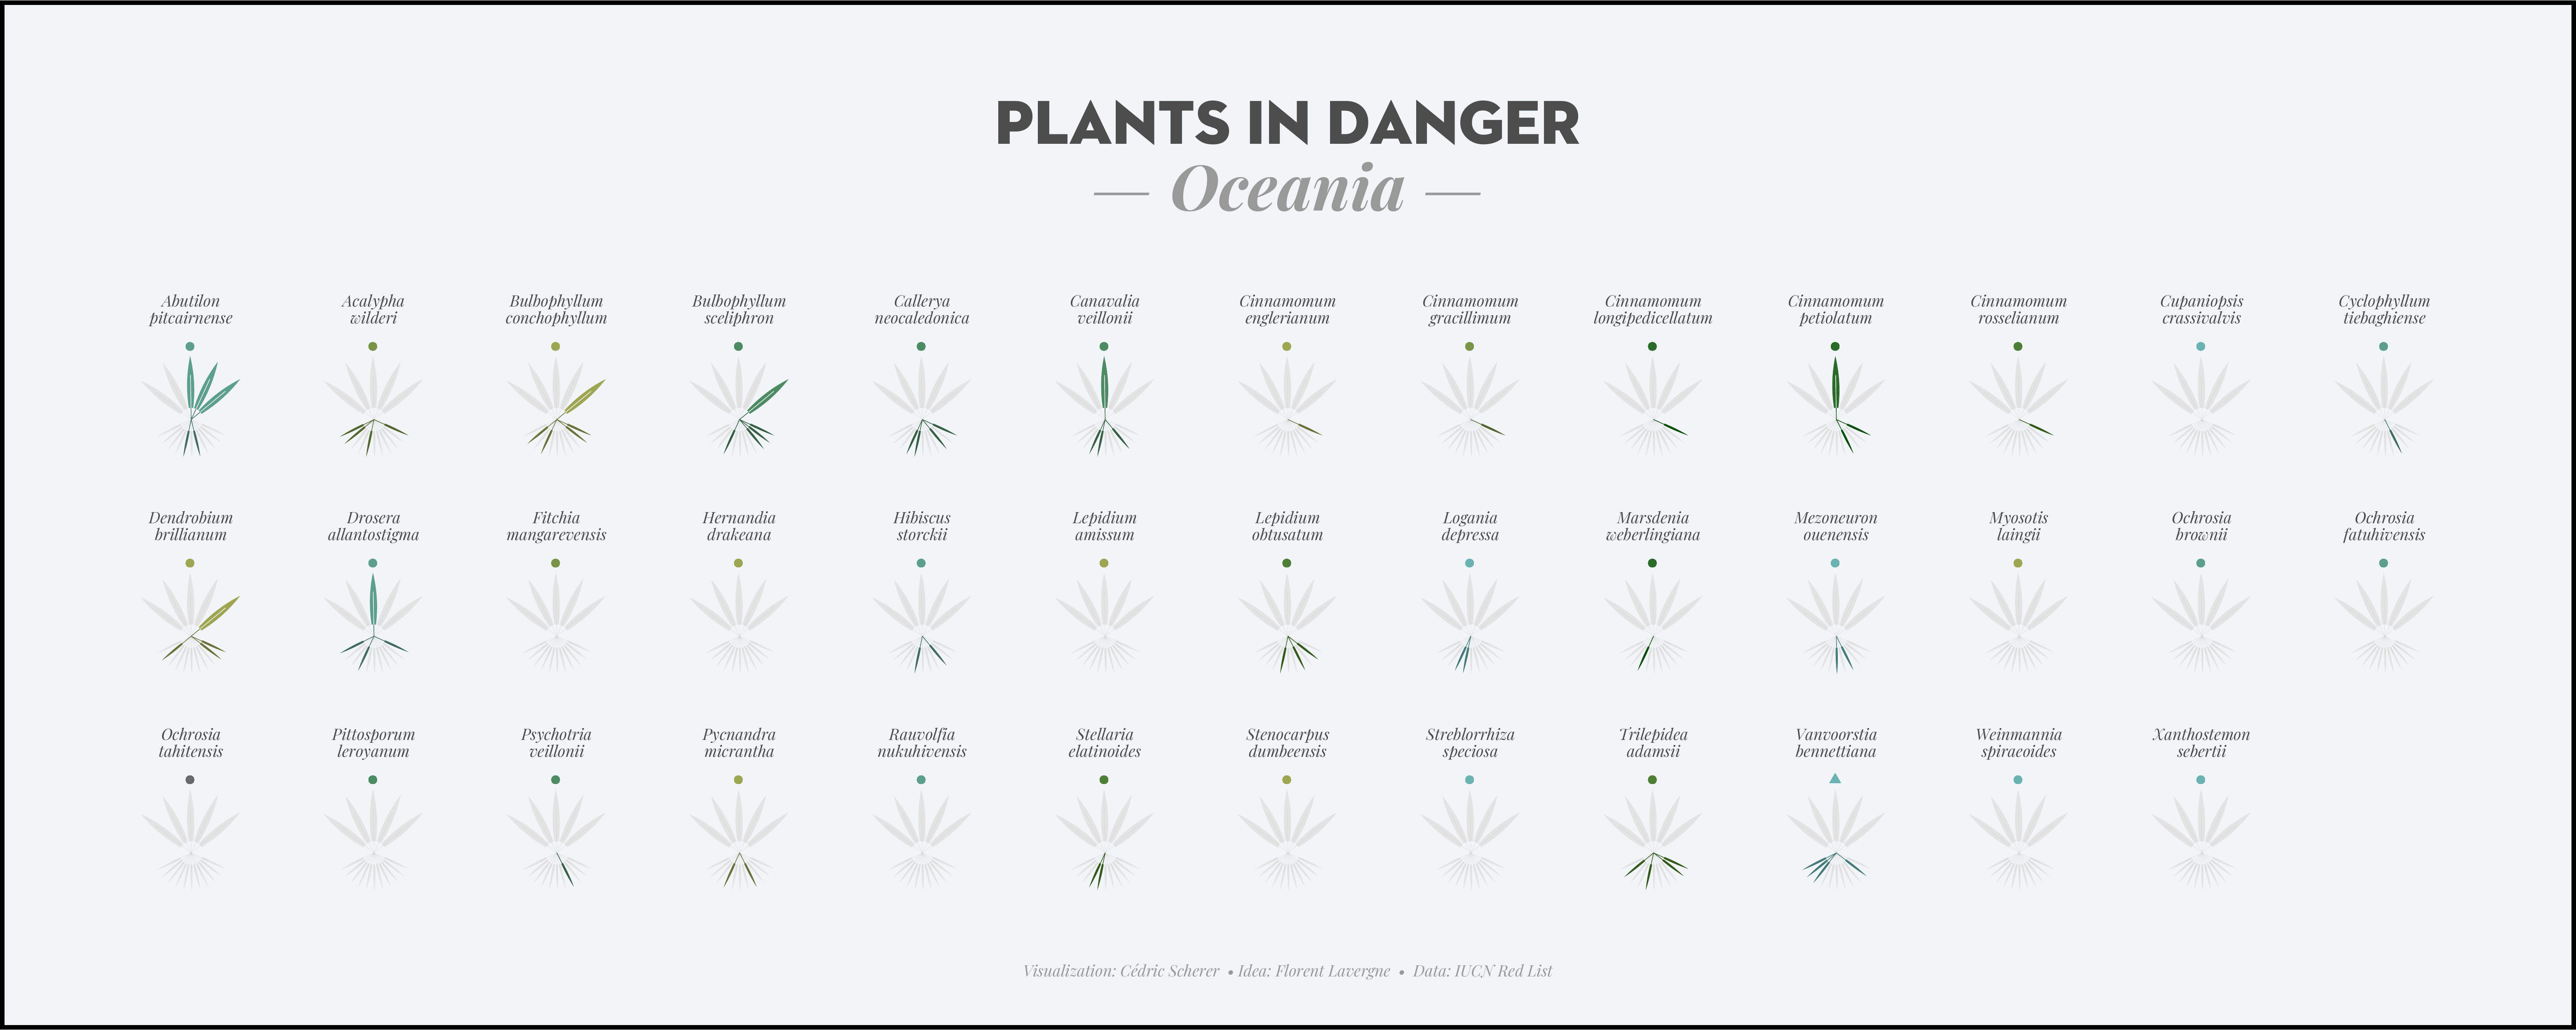 PLANTS IN DANGER
— Oceania —
Abutilon
pitcairnense
Acalypha
wilderi
Bulbophyllum
conchophyllum
Bulbophyllum
sceliphron
Callerya
neocaledonica
Canavalia
veillonii
Cinnamomum
englerianum
Cinnamomum
gracillimum
Cinnamomum
longipedicellatum
Cinnamomum
petiolatum
Cinnamomum
rosselianum
Cupaniopsis
crassivalvis
Cyclophyllum
tiebaghiense
Dendrobium
brillianum
Drosera
allantostigma
Fitchia
mangarevensis
Hernandia
drakeana
Hibiscus
storckii
Lepidium
amissum
Lepidium
obtusatum
Logania
depressa
Marsdenia
weberlingiana
Mezoneuron
ouenensis
Myosotis
laingii
Ochrosia
brownii
Ochrosia
fatuhivensis
Ochrosia
tahitensis
Pittosporum
leroyanum
Psychotria
veillonii
Pycnandra
micrantha
Rauvolfia
nukuhivensis
Stellaria
elatinoides
Stenocarpus
dumbeensis
Streblorrhiza
speciosa
Trilepidea
adamsii
Vanvoorstia
bennettiana
Weinmannia
spiraeoides
Xanthostemon
sebertii
Visualization: Cédric Scherer • Idea: Florent Lavergne • Data: IUCN Red List